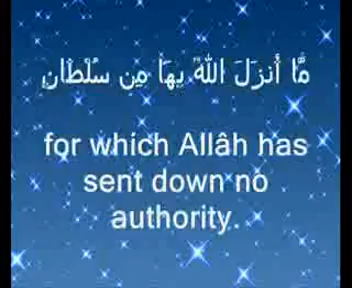 مَّا أَنزَلَ اللَّهُ بِهَا مِن سُلْطَانٍ
for which Allâh has
sent down no
authority.